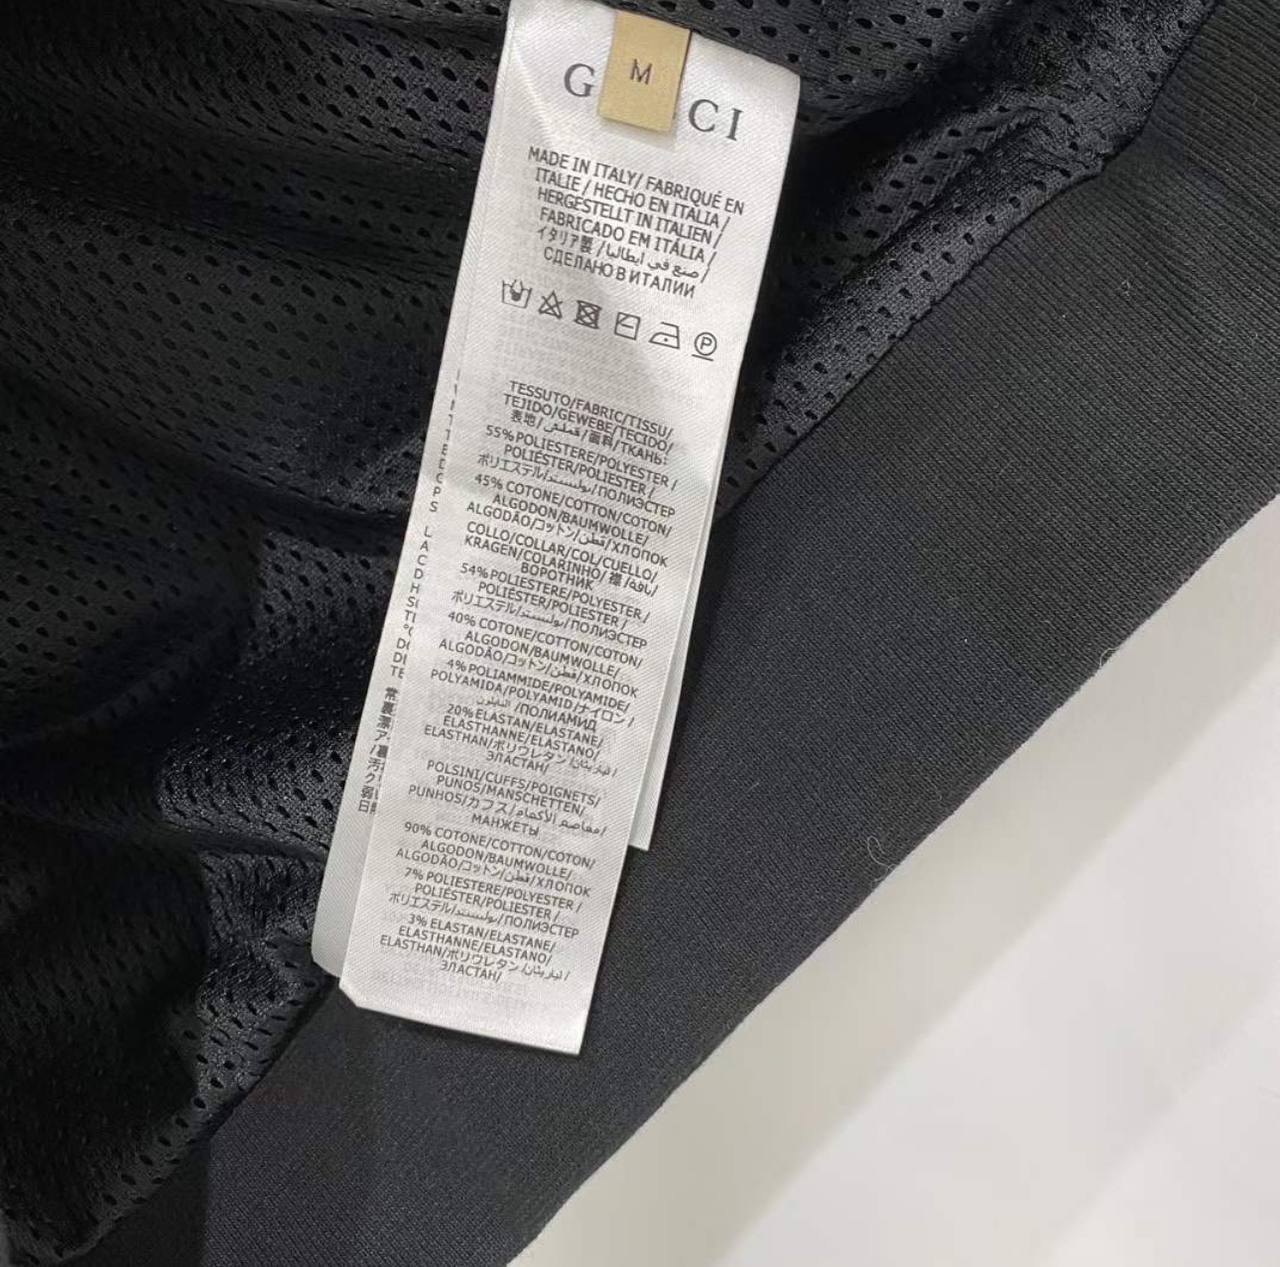 M
G CI
MADE IN ITALY/ FABRIQUÉ EN
ITALIE / HECHO EN ITALIA /
HERGESTELLT IN ITALIEN /
FABRICADO EM ITÁLIA /
イタリア製 / صنع في ايطاليا /
СДЕЛАНО В ИТАЛИИ
P
TESSUTO/FABRIC/TISSU/
TEJIDO/GEWEBE/TECIDO/
表地/قماش/面料/ТКАНЬ:
55% POLIESTERE/POLYESTER /
POLIÉSTER/POLIESTER /
ポリエステル/بوليستر/ПОЛИЭСТЕР
45% COTONE/COTTON/COTON/
ALGODON/BAUMWOLLE/
ALGODÃO/コットン/قطن/ХЛОПОК
COLLO/COLLAR/COL/CUELLO/
KRAGEN/COLARINHO/ 襟 /ياقة/
ВОРОТНИК
54% POLIESTERE/POLYESTER /
POLIÉSTER/POLIESTER /
ポリエステル/بوليستر/ПОЛИЭСТЕР
40% COTONE/COTTON/COTON/
ALGODON/BAUMWOLLE/
ALGODÃO/コットン/قطن/ХЛОПОК
4% POLIAMMIDE/POLYAMIDE/
POLYAMIDA/POLYAMID/ナイロン /
/ПОЛИАМИД
20% ELASTAN/ELASTANE/
ELASTHANNE/ELASTANO/
ELASTHAN/ポリウレタン
ЭЛАСТАН/
POLSINI/CUFFS/POIGNETS/
PUNOS/MANSCHETTEN/
PUNHOS/カフス/معاصم الأكمام/
МАНЖЕТЫ
90% COTONE/COTTON/COTON/
ALGODON/BAUMWOLLE/
ALGODÃO/コットン/قطن/ХЛОПОК
7% POLIESTERE/POLYESTER /
POLIÉSTER/POLIESTER /
ポリエステル/بوليستر/ПОЛИЭСТЕР
3% ELASTAN/ELASTANE/
ELASTHANNE/ELASTANO/
ELASTHAN/ポリウレタン
ЭЛАСТАН/